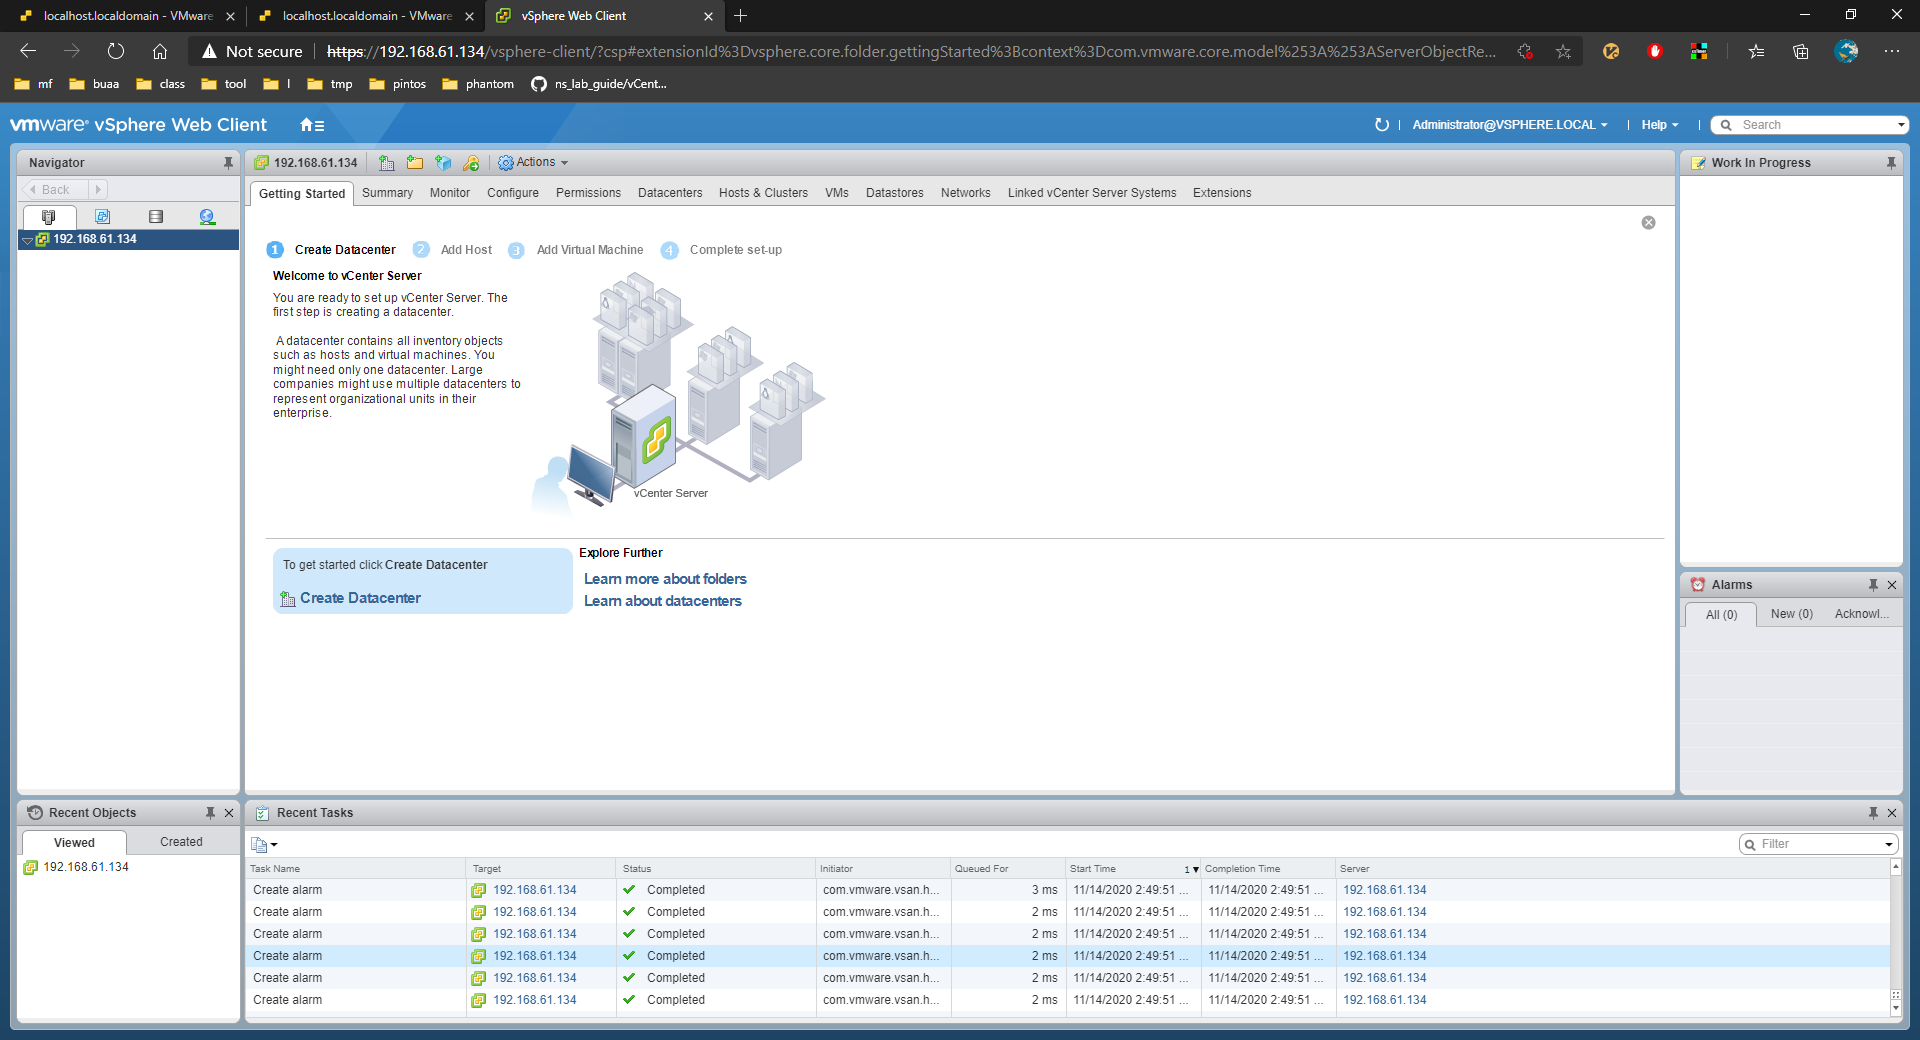 localhost.localdomain - VMware
localhost.localdomain - VMware
vSphere Web Client
Not secure
https://192.168.61.134/vsphere-client/?csp#extensionId%3Dvsphere.core.folder.gettingStarted%3Bcontext%3Dcom.vmware.core.model%253A%253AServerObjectRe...
mf
buaa
class
tool
l
tmp
pintos
phantom
ns_lab_guide/vCent...
vmware® vSphere Web Client
Administrator@VSPHERE.LOCAL
Help
Search
Navigator
Back
192.168.61.134
192.168.61.134
Actions
Getting Started
Summary
Monitor
Configure
Permissions
Datacenters
Hosts & Clusters
VMs
Datastores
Networks
Linked vCenter Server Systems
Extensions
1 Create Datacenter
2 Add Host
3 Add Virtual Machine
4 Complete set-up
Welcome to vCenter Server
You are ready to set up vCenter Server. The
first step is creating a datacenter.
A datacenter contains all inventory objects
such as hosts and virtual machines. You
might need only one datacenter. Large
companies might use multiple datacenters to
represent organizational units in their
enterprise.
vCenter Server
To get started click Create Datacenter
Create Datacenter
Explore Further
Learn more about folders
Learn about datacenters
Work In Progress
Alarms
All (0)
New (0)
Acknowl...
Recent Objects
Viewed
Created
192.168.61.134
Recent Tasks
Filter
Task Name Target Status Initiator Queued For Start Time 1 Completion Time Server
Create alarm 192.168.61.134 Completed com.vmware.vsan.h... 3 ms 11/14/2020 2:49:51 ... 11/14/2020 2:49:51 ... 192.168.61.134
Create alarm 192.168.61.134 Completed com.vmware.vsan.h... 2 ms 11/14/2020 2:49:51 ... 11/14/2020 2:49:51 ... 192.168.61.134
Create alarm 192.168.61.134 Completed com.vmware.vsan.h... 2 ms 11/14/2020 2:49:51 ... 11/14/2020 2:49:51 ... 192.168.61.134
Create alarm 192.168.61.134 Completed com.vmware.vsan.h... 2 ms 11/14/2020 2:49:51 ... 11/14/2020 2:49:51 ... 192.168.61.134
Create alarm 192.168.61.134 Completed com.vmware.vsan.h... 2 ms 11/14/2020 2:49:51 ... 11/14/2020 2:49:51 ... 192.168.61.134
Create alarm 192.168.61.134 Completed com.vmware.vsan.h... 2 ms 11/14/2020 2:49:51 ... 11/14/2020 2:49:51 ... 192.168.61.134